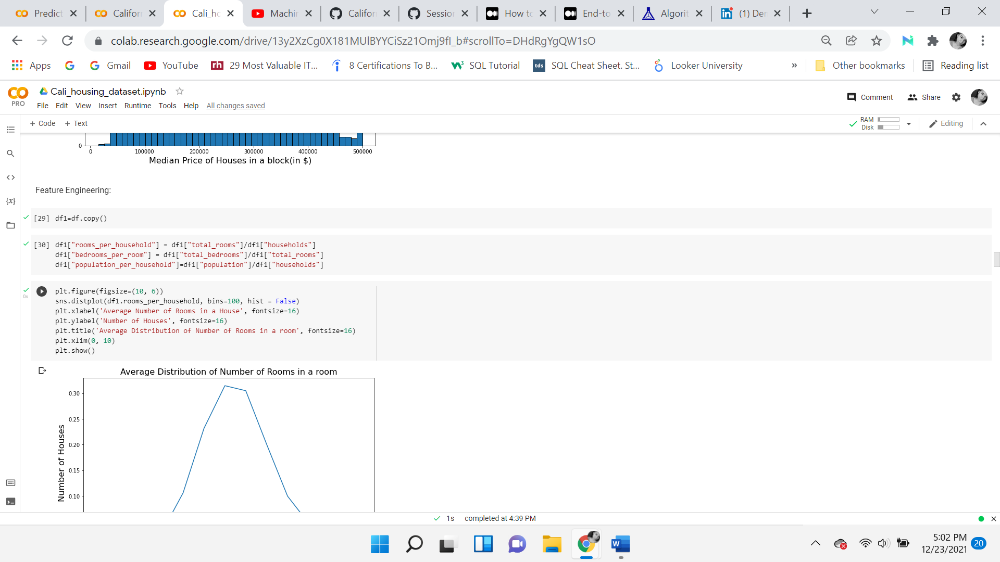 Predict
Califor
Cali_ho
Machin
Califor
Session
How to
End-to
Algorit
(1) Der
colab.research.google.com/drive/13y2XzCg0X181MUlBYYCiSz21Omj9fI_b#scrollTo=DHdRgYgQW1sO
Apps
Gmail
YouTube
rh
29 Most Valuable IT...
8 Certifications To B...
SQL Tutorial
tds
SQL Cheat Sheet. St...
Looker University
»
Other bookmarks
Reading list
PRO
Cali_housing_dataset.ipynb
File Edit View Insert Runtime Tools Help All changes saved
Comment
Share
+ Code + Text
RAM
Disk
Editing
0
0 100000 200000 300000 400000 500000
Median Price of Houses in a block(in $)
Feature Engineering:
[29] df1=df.copy()
[30] df1["rooms_per_household"] = df1["total_rooms"]/df1["households"]
df1["bedrooms_per_room"] = df1["total_bedrooms"]/df1["total_rooms"]
df1["population_per_household"]=df1["population"]/df1["households"]
0s
plt.figure(figsize=(10, 6))
sns.distplot(df1.rooms_per_household, bins=100, hist = False)
plt.xlabel('Average Number of Rooms in a House', fontsize=16)
plt.ylabel('Number of Houses', fontsize=16)
plt.title('Average Distribution of Number of Rooms in a room', fontsize=16)
plt.xlim(0, 10)
plt.show()
Average Distribution of Number of Rooms in a room
0.30
0.25
0.20
0.15
0.10
Number of Houses
1s completed at 4:39 PM
W
5:02 PM
12/23/2021
20